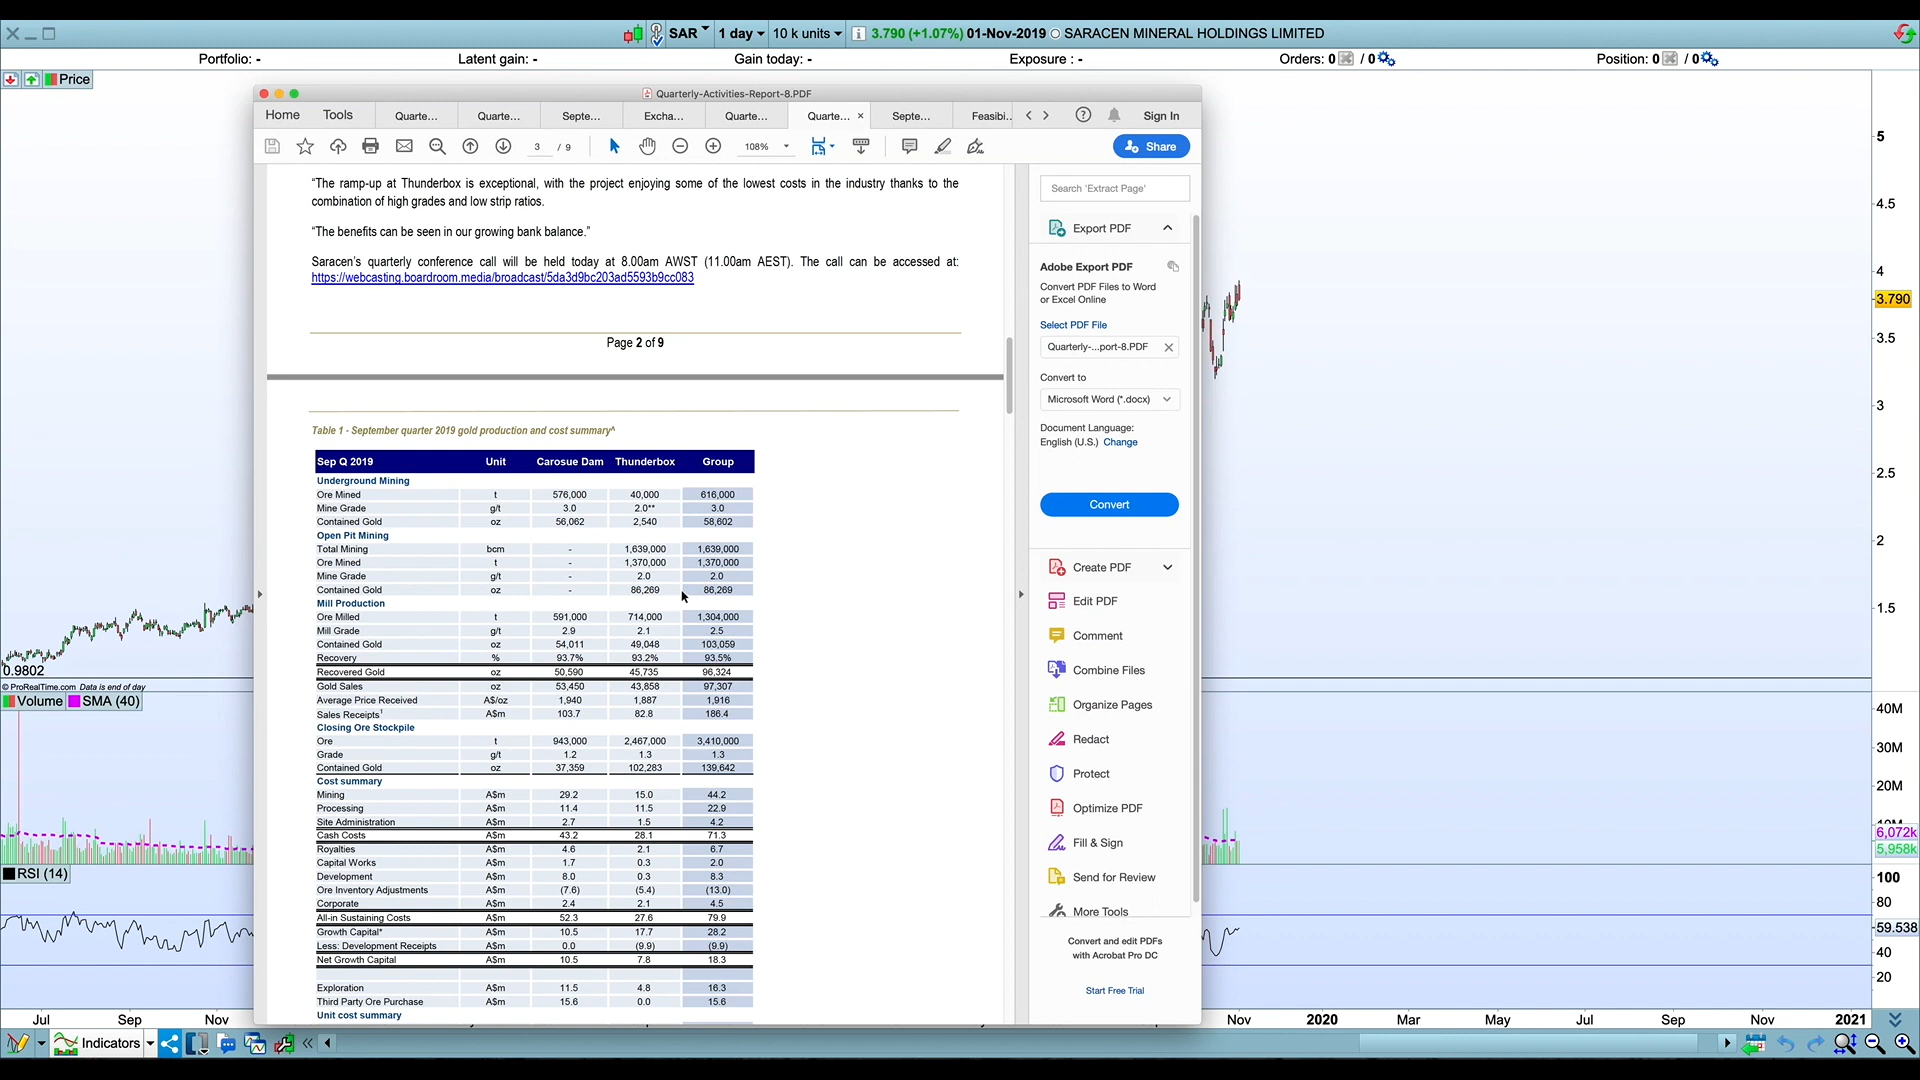 SAR 1 day 10 k units 3.790 (+1.07%) 01-Nov-2019 SARACEN MINERAL HOLDINGS LIMITED
Portfolio: - Latent gain: - Gain today: - Exposure : - Orders: 0 / 0 Position: 0 / 0
Price
Quarterly-Activities-Report-8.PDF
Home Tools Quarte... Quarte... Septe... Excha... Quarte... Quarte... × Septe... Feasibi.. Sign In
3 / 9 108% Share
“The ramp-up at Thunderbox is exceptional, with the project enjoying some of the lowest costs in the industry thanks to the
combination of high grades and low strip ratios.
“The benefits can be seen in our growing bank balance.”
Saracen’s quarterly conference call will be held today at 8.00am AWST (11.00am AEST). The call can be accessed at:
https://webcasting.boardroom.media/broadcast/5da3d9bc203ad5593b9cc083
Page 2 of 9
Table 1 - September quarter 2019 gold production and cost summary^
Sep Q 2019 Unit Carosue Dam Thunderbox Group
Underground Mining
Ore Mined t 576,000 40,000 616,000
Mine Grade g/t 3.0 2.0** 3.0
Contained Gold oz 56,062 2,540 58,602
Open Pit Mining
Total Mining bcm - 1,639,000 1,639,000
Ore Mined t - 1,370,000 1,370,000
Mine Grade g/t - 2.0 2.0
Contained Gold oz - 86,269 86,269
Mill Production
Ore Milled t 591,000 714,000 1,304,000
Mill Grade g/t 2.9 2.1 2.5
Contained Gold oz 54,011 49,048 103,059
Recovery % 93.7% 93.2% 93.5%
Recovered Gold oz 50,590 45,735 96,324
Gold Sales oz 53,450 43,858 97,307
Average Price Received A$/oz 1,940 1,887 1,916
Sales Receipts A$m 103.7 82.8 186.4
Closing Ore Stockpile
Ore t 943,000 2,467,000 3,410,000
Grade g/t 1.2 1.3 1.3
Contained Gold oz 37,359 102,283 139,642
Cost summary
Mining A$m 29.2 15.0 44.2
Processing A$m 11.4 11.5 22.9
Site Administration A$m 2.7 1.5 4.2
Cash Costs A$m 43.2 28.1 71.3
Royalties A$m 4.6 2.1 6.7
Capital Works A$m 1.7 0.3 2.0
Development A$m 8.0 0.3 8.3
Ore Inventory Adjustments A$m (7.6) (5.4) (13.0)
Corporate A$m 2.4 2.1 4.5
All-in Sustaining Costs A$m 52.3 27.6 79.9
Growth Capital* A$m 10.5 17.7 28.2
Less: Development Receipts A$m 0.0 (9.9) (9.9)
Net Growth Capital A$m 10.5 7.8 18.3
Exploration A$m 11.5 4.8 16.3
Third Party Ore Purchase A$m 15.6 0.0 15.6
Unit cost summary
Search 'Extract Page'
Export PDF
Adobe Export PDF
Convert PDF Files to Word
or Excel Online
Select PDF File
Quarterly-...port-8.PDF
Convert to
Microsoft Word (*.docx)
Document Language:
English (U.S.) Change
Convert
Create PDF
Edit PDF
Comment
Combine Files
Organize Pages
Redact
Protect
Optimize PDF
Fill & Sign
Send for Review
More Tools
Convert and edit PDFs
with Acrobat Pro DC
Start Free Trial
0.9802
© ProRealTime.com Data is end of day
Volume SMA (40)
RSI (14)
5
4.5
4
3.790
3.5
3
2.5
2
1.5
40M
30M
20M
6,072k
5,958k
100
80
59.538
40
20
Jul Sep Nov Nov 2020 Mar May Jul Sep Nov 2021
Indicators